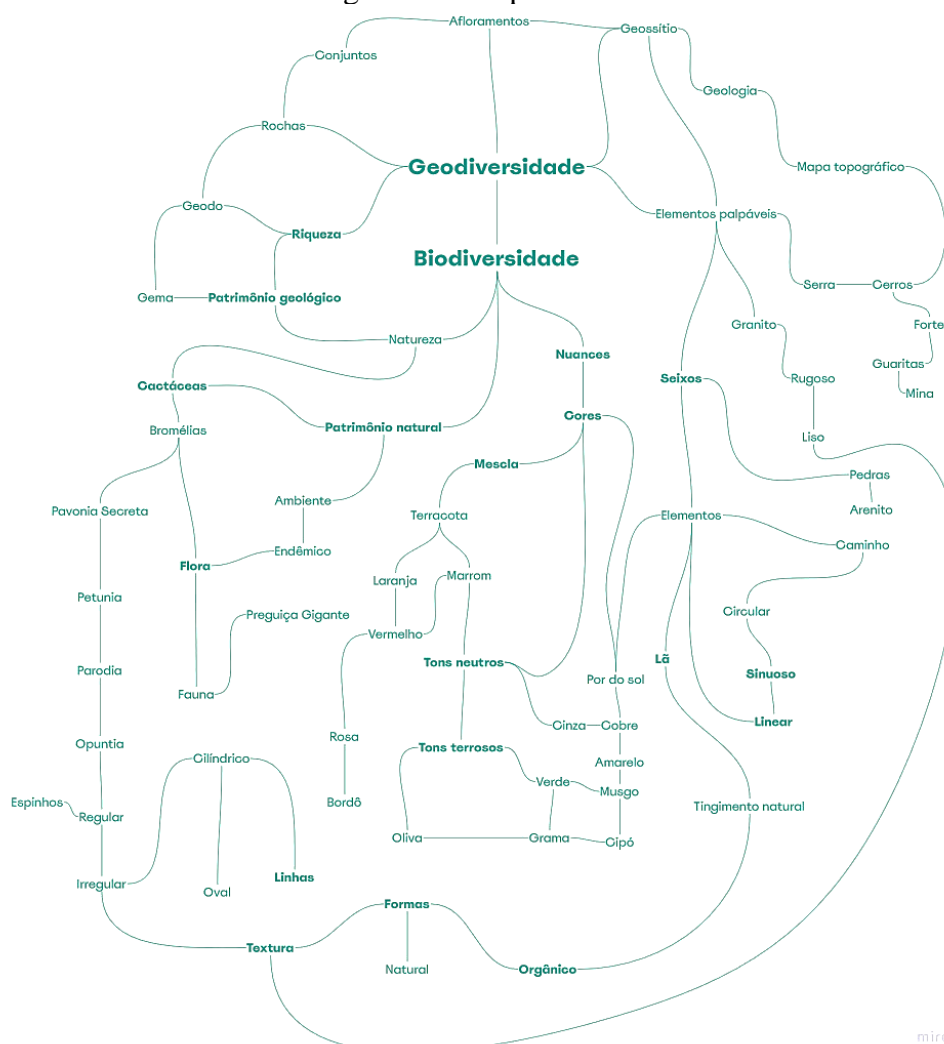 Afloramentos
Geossítio
Conjuntos
Geologia
Rochas
Geodiversidade
Mapa topográfico
Geodo
Elementos palpáveis
Riqueza
Biodiversidade
Serra
Cerros
Gema
Patrimônio geológico
Granito
Forte
Natureza
Nuances
Guaritas
Cactáceas
Seixos
Rugoso
Mina
Cores
Bromélias
Patrimônio natural
Liso
Mescla
Pedras
Ambiente
Pavonia Secreta
Terracota
Elementos
Arenito
Endêmico
Caminho
Flora
Laranja
Marrom
Petunia
Preguiça Gigante
Circular
Vermelho
Tons neutros
Lã
Parodia
Por do sol
Sinuoso
Fauna
Linear
Cinza
Cobre
Rosa
Opuntia
Tons terrosos
Cilíndrico
Amarelo
Verde
Musgo
Espinhos
Bordô
Tingimento natural
Regular
Oliva
Grama
Cipó
Linhas
Irregular
Oval
Formas
Textura
Natural
Orgânico